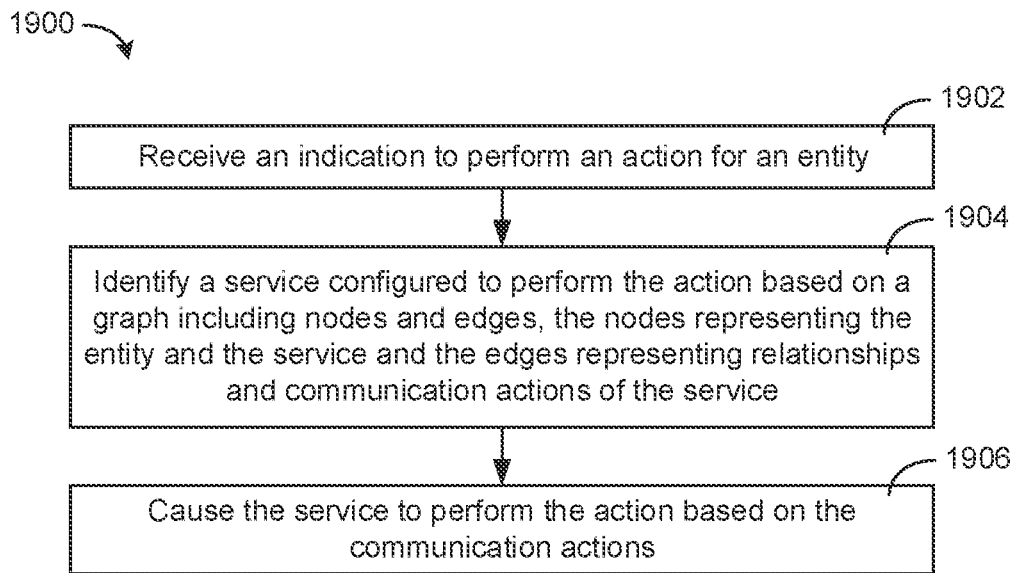 1900
1902
Receive an indication to perform an action for an entity
1904
Identify a service configured to perform the action based on a
graph including nodes and edges, the nodes representing the
entity and the service and the edges representing relationships
and communication actions of the service
1906
Cause the service to perform the action based on the
communication actions